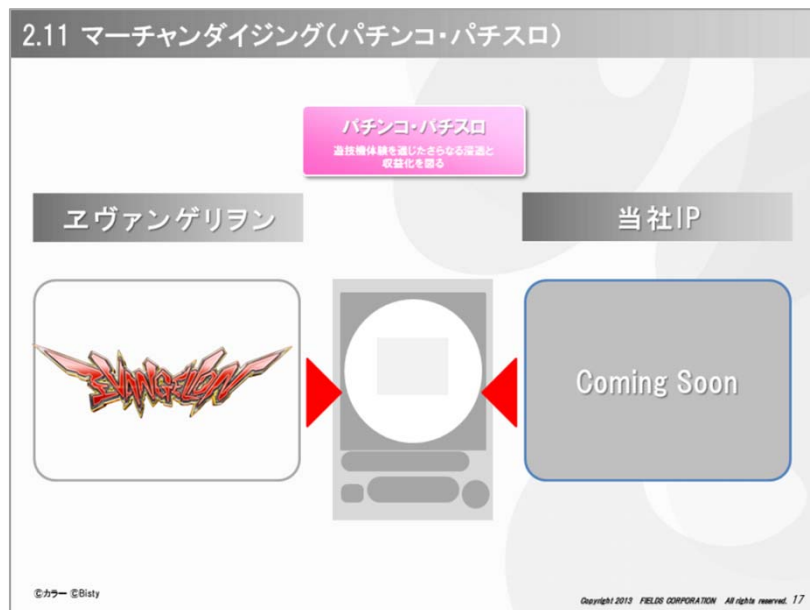 2.11 マーチャンダイジング(パチンコ・パチスロ)
パチンコ・パチスロ
遊技機体験を通じたさらなる浸透と
収益化を図る
ヱヴァンゲリヲン
当社IP
EVANGELION
Coming Soon
©カラー ©Bisty
Copyright 2013 FIELDS CORPORATION All rights reserved. 17